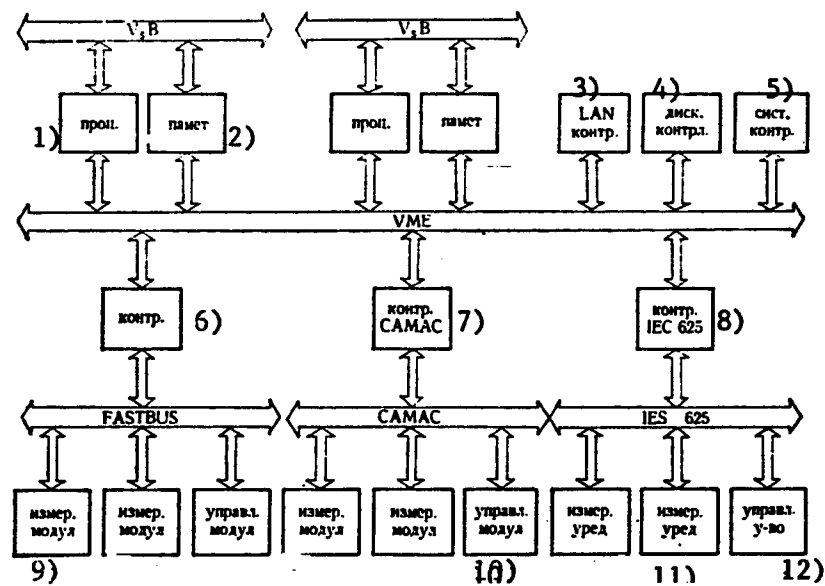 VsB
VsB
1)
проц.
памет
2)
проц.
памет
3)
LAN
контр.
4)
диск.
контрл.
5)
сист.
контр.
VME
контр.
6)
контр.
CAMAC
7)
контр.
IEC 625
8)
FASTBUS
CAMAC
IES 625
измер.
модул
измер.
модул
управл.
модул
измер.
модул
измер.
модул
управл.
модул
измер.
уред
измер.
уред
управл.
у-во
9)
10)
11)
12)